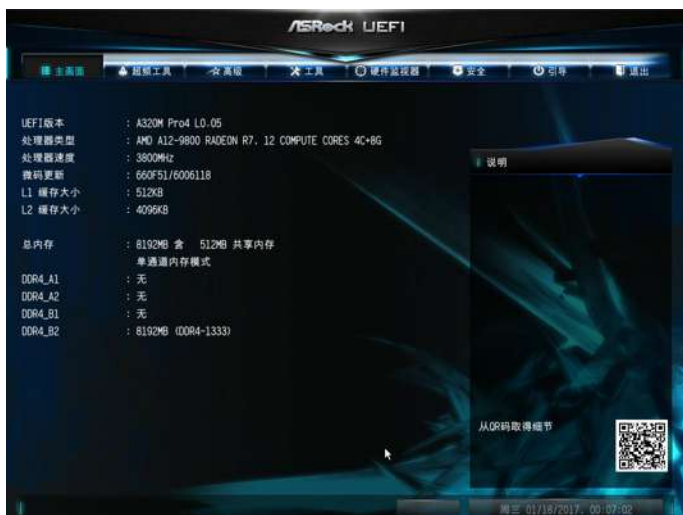 ASRock UEFI
主画面 超频工具 高级 工具 硬件监视器 安全 引导 退出
UEFI版本 : A320M Pro4 L0.05
处理器类型 : AMD A12-9800 RADEON R7. 12 COMPUTE CORES 4C+8G
处理器速度 : 3800MHz
微码更新 : 660F51/6006118
L1 缓存大小 : 512KB
L2 缓存大小 : 4096KB
总内存 : 8192MB 含 512MB 共享内存
单通道内存模式
DDR4_A1 : 无
DDR4_A2 : 无
DDR4_B1 : 无
DDR4_B2 : 8192MB (DDR4-1333)
说明
从QR码取得细节
周三 01/18/2017. 00:07:02